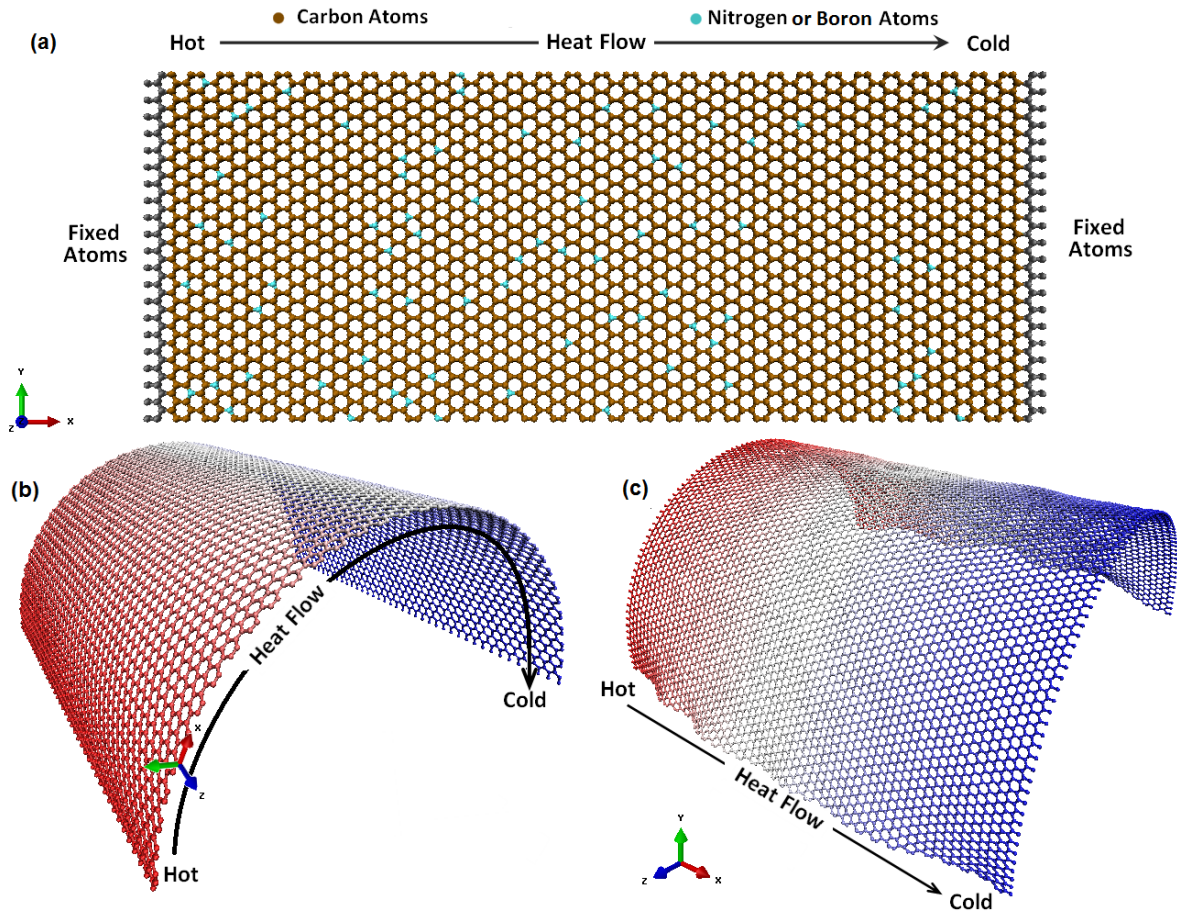 Carbon Atoms
Nitrogen or Boron Atoms
(a)
Hot
Heat Flow
Cold
Fixed
Atoms
Fixed
Atoms
Y
Z
X
(b)
Heat Flow
Cold
X
Z
Hot
(c)
Hot
Heat Flow
Cold
Y
Z
X